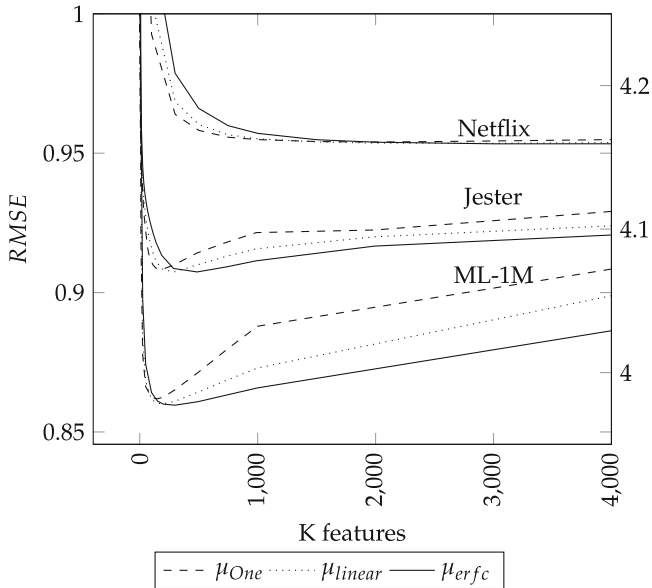 1
0.95
0.9
0.85
RMSE
4.2
4.1
4
Netflix
Jester
ML-1M
0
1,000
2,000
3,000
4,000
K features
μOne
μlinear
μerfc